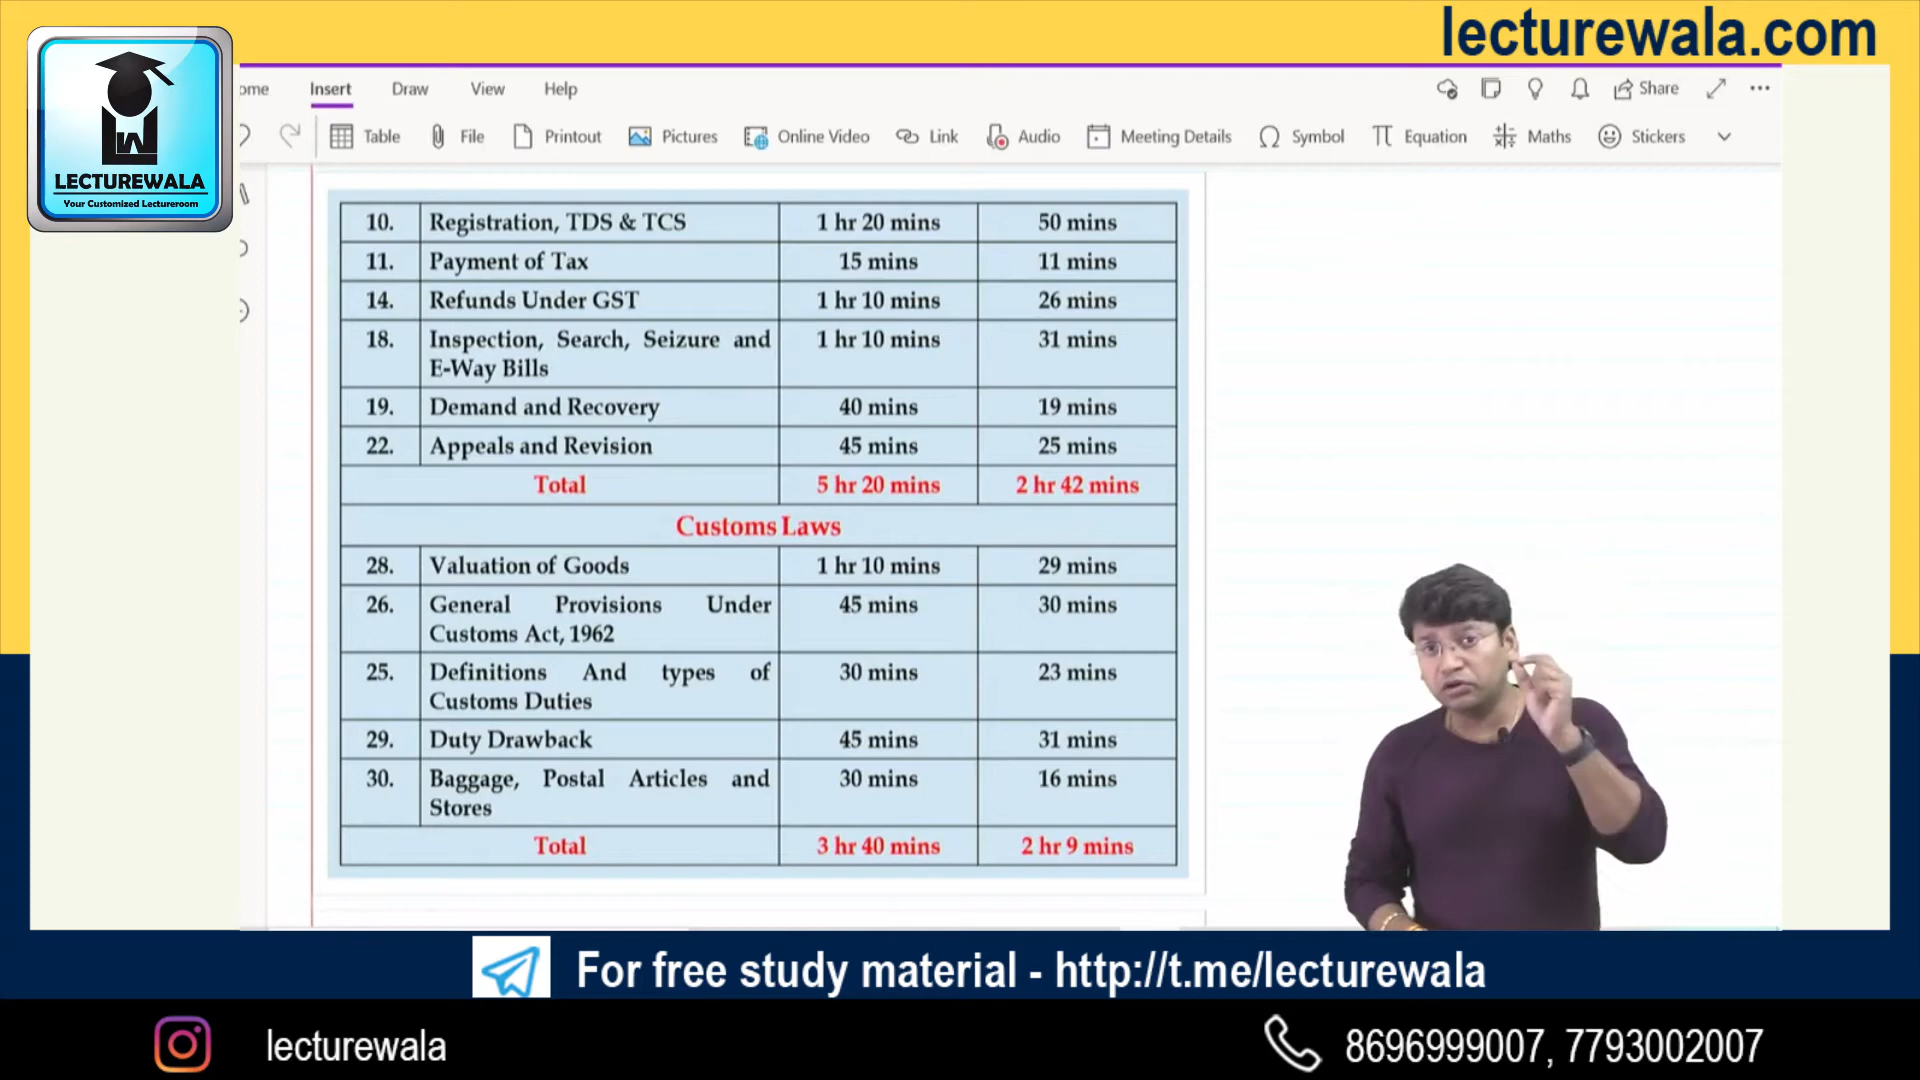 lecturewala.com
LW
LECTUREWALA
Your Customized Lectureroom
ome Insert Draw View Help Share
Table File Printout Pictures Online Video Link Audio Meeting Details Symbol Equation Maths Stickers
10. Registration, TDS & TCS 1 hr 20 mins 50 mins
11. Payment of Tax 15 mins 11 mins
14. Refunds Under GST 1 hr 10 mins 26 mins
18. Inspection, Search, Seizure and 1 hr 10 mins 31 mins
E-Way Bills
19. Demand and Recovery 40 mins 19 mins
22. Appeals and Revision 45 mins 25 mins
Total 5 hr 20 mins 2 hr 42 mins
Customs Laws
28. Valuation of Goods 1 hr 10 mins 29 mins
26. General Provisions Under 45 mins 30 mins
Customs Act, 1962
25. Definitions And types of 30 mins 23 mins
Customs Duties
29. Duty Drawback 45 mins 31 mins
30. Baggage, Postal Articles and 30 mins 16 mins
Stores
Total 3 hr 40 mins 2 hr 9 mins
For free study material - http://t.me/lecturewala
lecturewala 8696999007, 7793002007